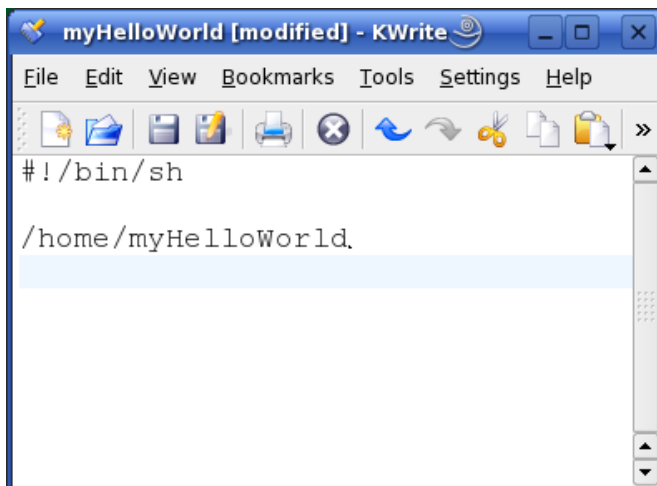 myHelloWorld [modified] - KWrite
File Edit View Bookmarks Tools Settings Help
#!/bin/sh
/home/myHelloWorld.